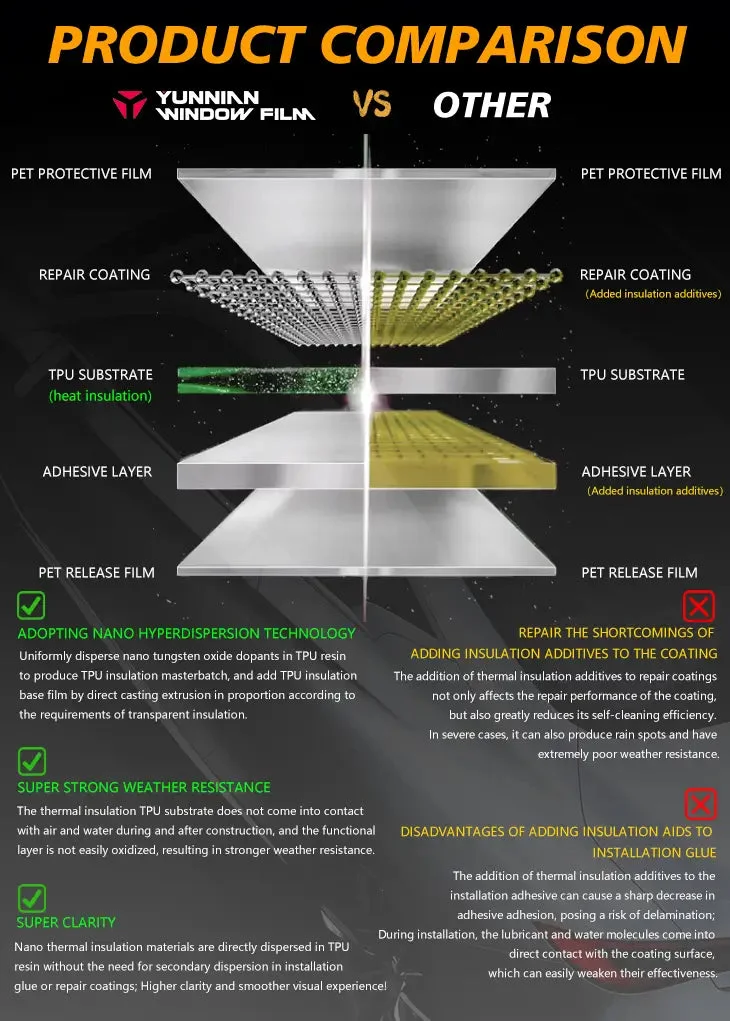 PRODUCT COMPARISON
YUNNIAN
WINDOW FILM
VS
OTHER
PET PROTECTIVE FILM
PET PROTECTIVE FILM
REPAIR COATING
REPAIR COATING
(Added insulation additives)
TPU SUBSTRATE
(heat insulation)
TPU SUBSTRATE
ADHESIVE LAYER
ADHESIVE LAYER
(Added insulation additives)
PET RELEASE FILM
PET RELEASE FILM
ADOPTING NANO HYPERDISPERSION TECHNOLOGY
Uniformly disperse nano tungsten oxide dopants in TPU resin
to produce TPU insulation masterbatch, and add TPU insulation
base film by direct casting extrusion in proportion according to
the requirements of transparent insulation.
SUPER STRONG WEATHER RESISTANCE
The thermal insulation TPU substrate does not come into contact
with air and water during and after construction, and the functional
layer is not easily oxidized, resulting in stronger weather resistance.
SUPER CLARITY
Nano thermal insulation materials are directly dispersed in TPU
resin without the need for secondary dispersion in installation
glue or repair coatings; Higher clarity and smoother visual experience!
REPAIR THE SHORTCOMINGS OF
ADDING INSULATION ADDITIVES TO THE COATING
The addition of thermal insulation additives to repair coatings
not only affects the repair performance of the coating,
but also greatly reduces its self-cleaning efficiency.
In severe cases, it can also produce rain spots and have
extremely poor weather resistance.
DISADVANTAGES OF ADDING INSULATION AIDS TO
INSTALLATION GLUE
The addition of thermal insulation additives to the
installation adhesive can cause a sharp decrease in
adhesive adhesion, posing a risk of delamination;
During installation, the lubricant and water molecules come into
direct contact with the coating surface,
which can easily weaken their effectiveness.